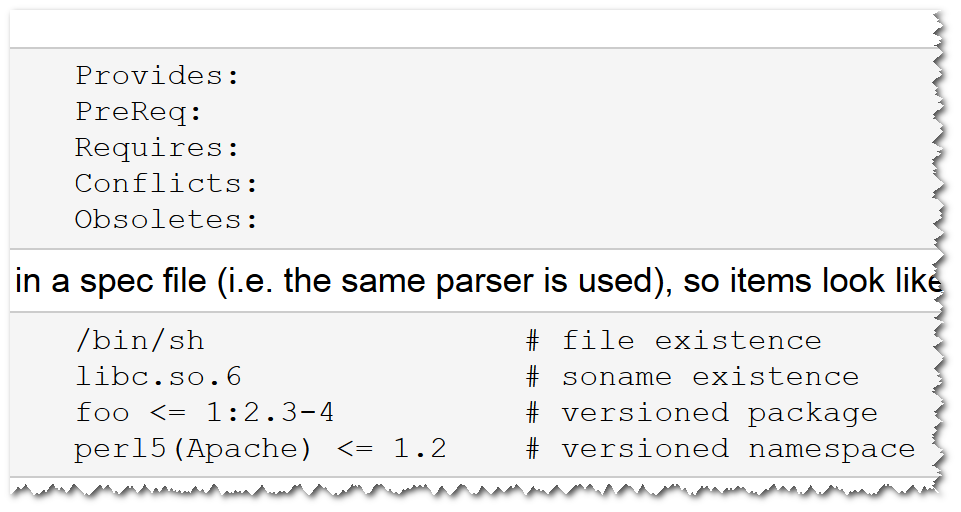 Provides:
PreReq:
Requires:
Conflicts:
Obsoletes:
in a spec file (i.e. the same parser is used), so items look like
/bin/sh # file existence
libc.so.6 # soname existence
foo <= 1:2.3-4 # versioned package
perl5(Apache) <= 1.2 # versioned namespace